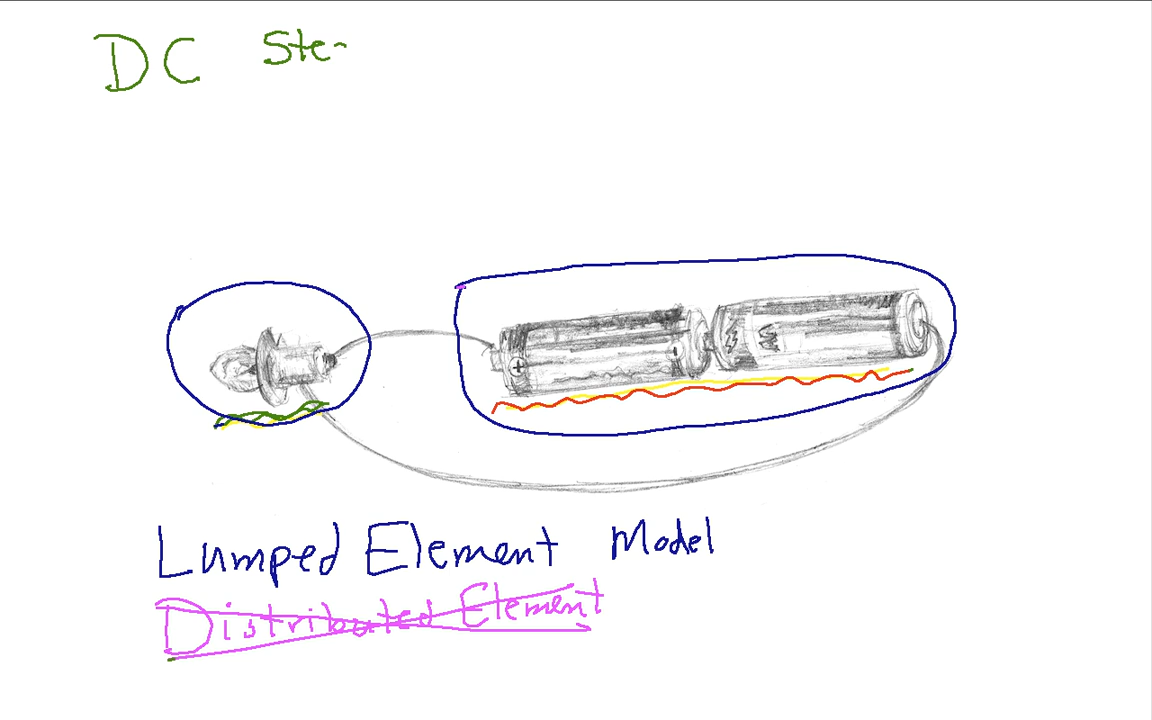 DC Ste
+
-
+
Lumped Element Model
Distributed Element